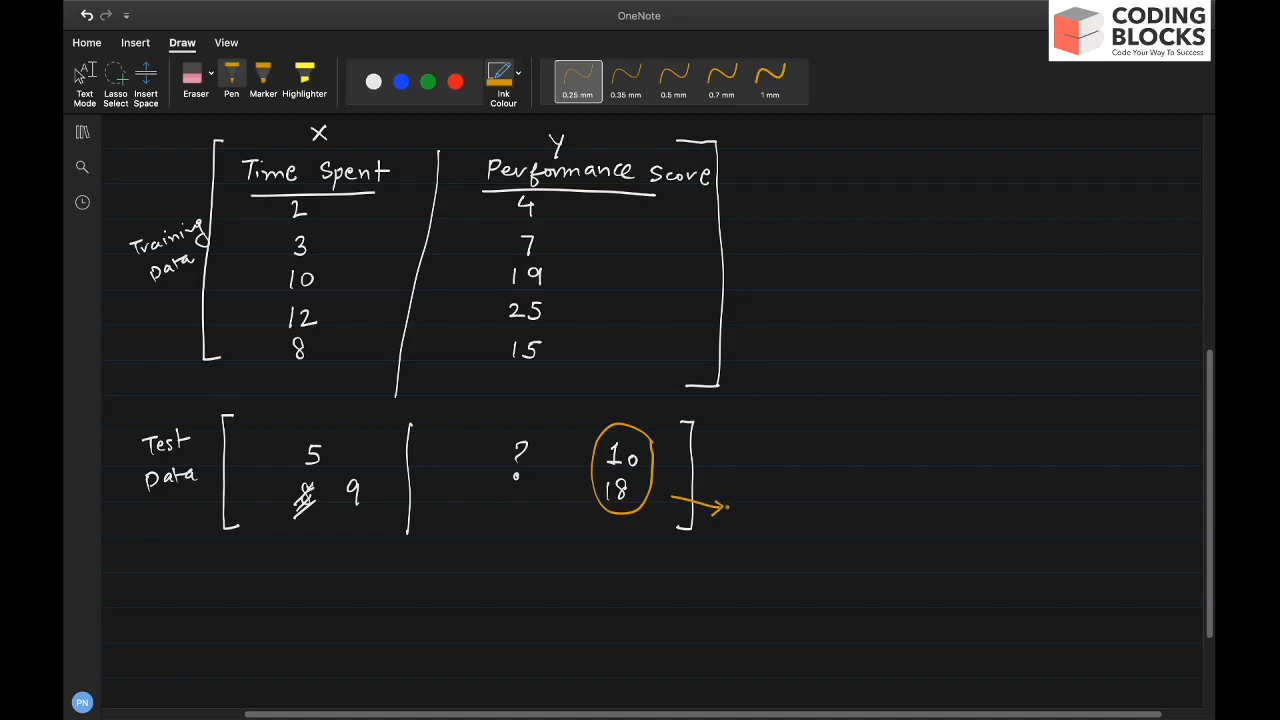 OneNote
CODING
BLOCKS
Code Your Way To Success
Home Insert Draw View
Text Mode Lasso Select Insert Space Eraser Pen Marker Highlighter Ink Colour 0.25 mm 0.35 mm 0.5 mm 0.7 mm 1 mm
X Y
Time Spent Performance Score
2 4
3 7
10 19
12 25
8 15
Training
Data
Test
Data
5 ? 10
9 18
PN